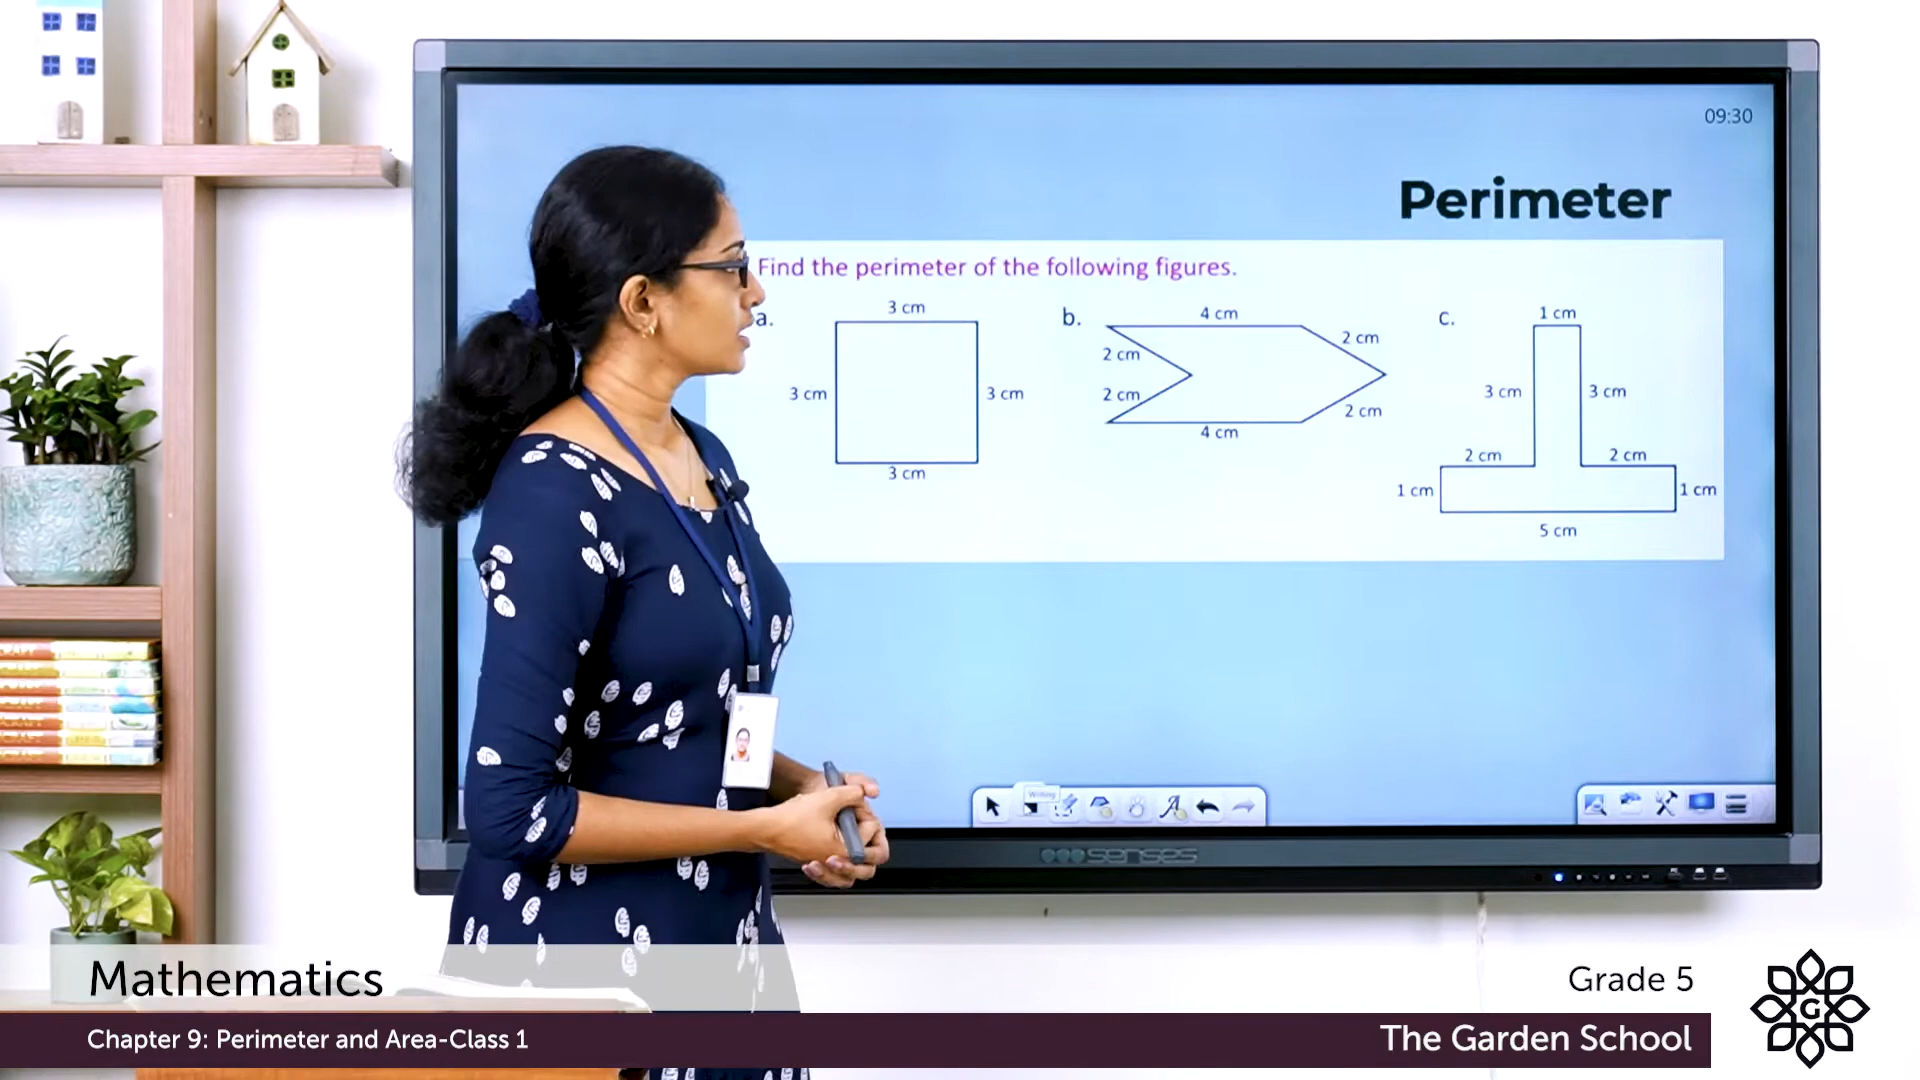 09:30
Perimeter
Find the perimeter of the following figures.
a.
3 cm
3 cm
3 cm
3 cm
b.
4 cm
2 cm
2 cm
2 cm
2 cm
4 cm
c.
1 cm
3 cm
3 cm
2 cm
2 cm
1 cm
1 cm
5 cm
Writing
senses
Mathematics
Grade 5
Chapter 9: Perimeter and Area-Class 1
The Garden School
G